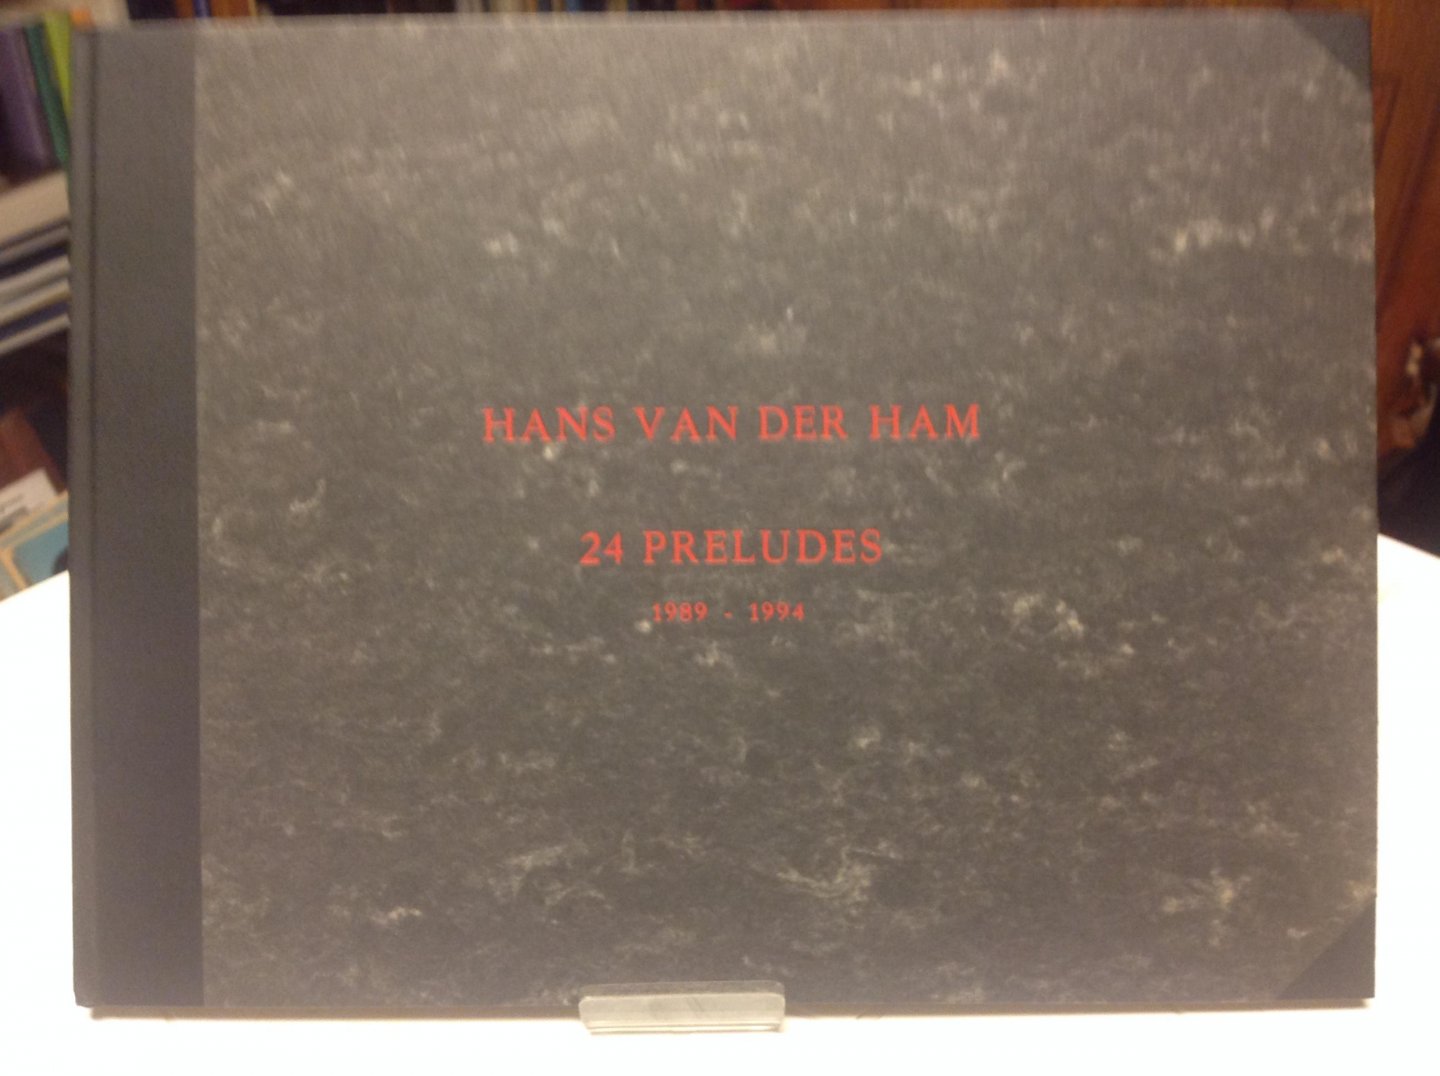 HANS VAN DER HAM
24 PRELUDES
1989 - 1994